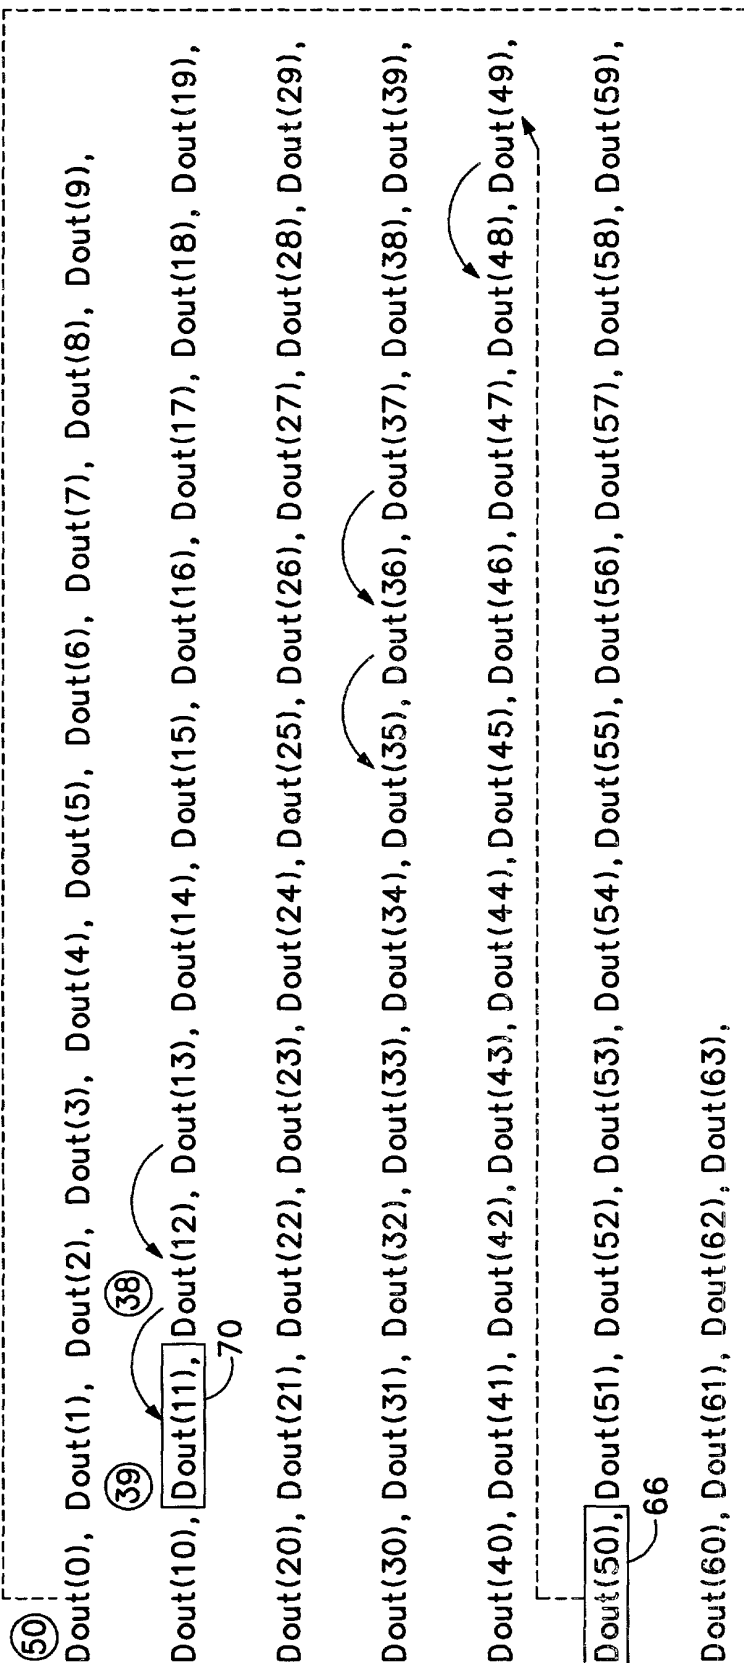 50
Dout(0), Dout(1), Dout(2), Dout(3), Dout(4), Dout(5), Dout(6), Dout(7), Dout(8), Dout(9),
39 38
Dout(10), Dout(11), Dout(12), Dout(13), Dout(14), Dout(15), Dout(16), Dout(17), Dout(18), Dout(19),
70
Dout(20), Dout(21), Dout(22), Dout(23), Dout(24), Dout(25), Dout(26), Dout(27), Dout(28), Dout(29),
Dout(30), Dout(31), Dout(32), Dout(33), Dout(34), Dout(35), Dout(36), Dout(37), Dout(38), Dout(39),
Dout(40), Dout(41), Dout(42), Dout(43), Dout(44), Dout(45), Dout(46), Dout(47), Dout(48), Dout(49),
Dout(50), Dout(51), Dout(52), Dout(53), Dout(54), Dout(55), Dout(56), Dout(57), Dout(58), Dout(59),
66
Dout(60), Dout(61), Dout(62), Dout(63),